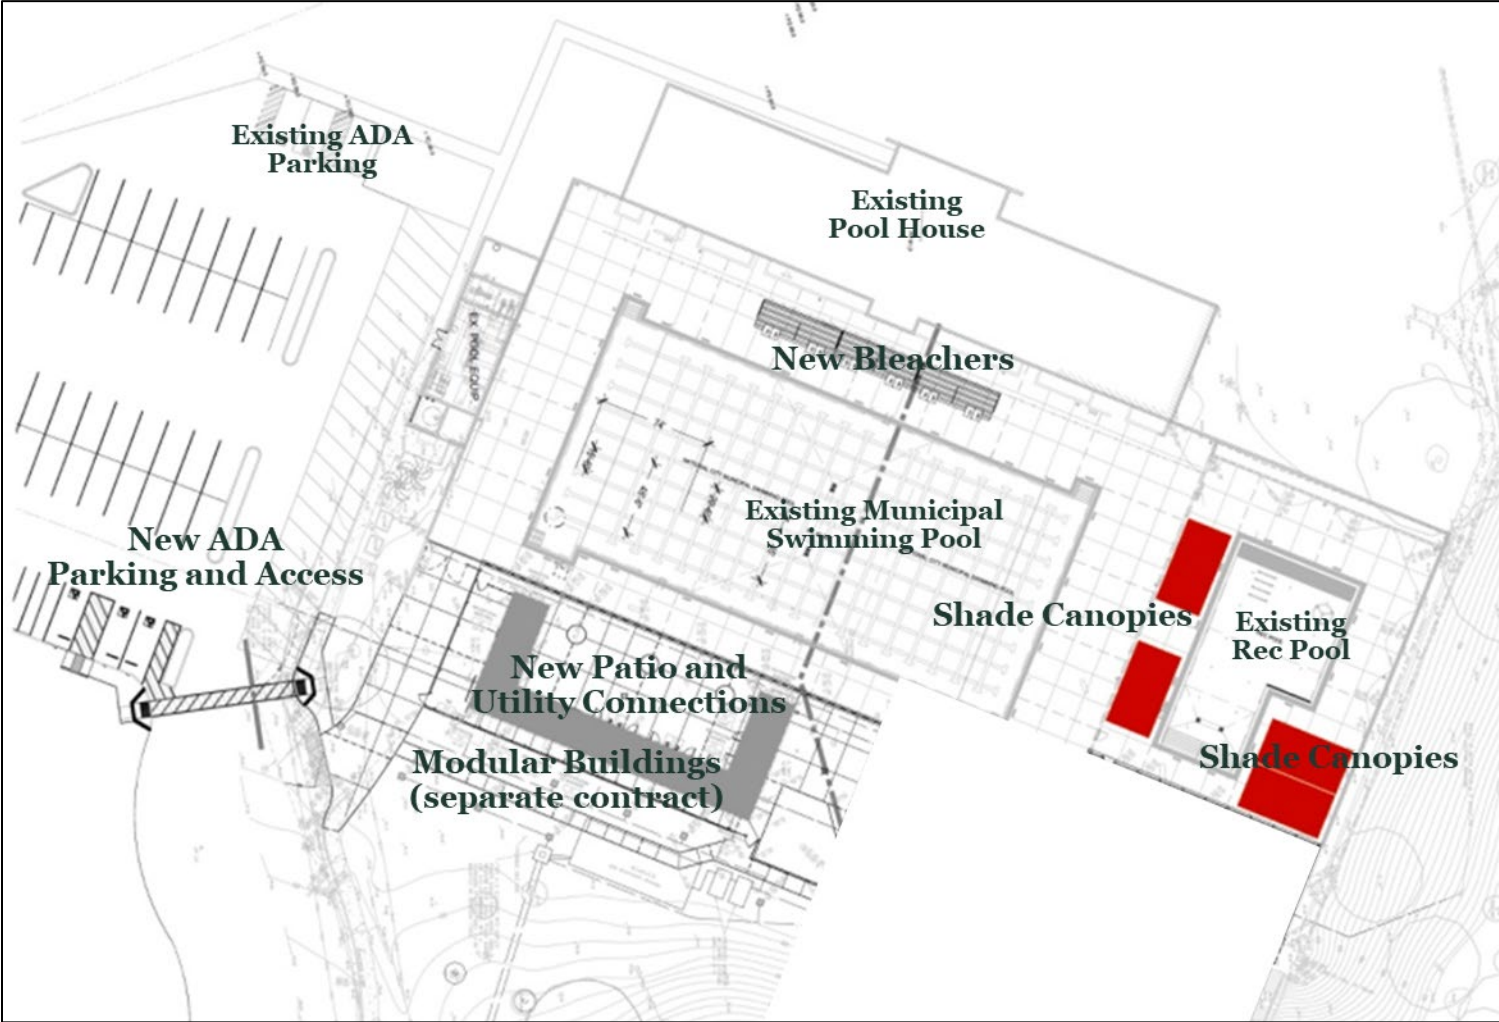 Existing ADA
Parking
Existing
Pool House
EX. POOL EQUIP
New Bleachers
74'
Existing Municipal
Swimming Pool
New ADA
Parking and Access
Shade Canopies
Existing
Rec Pool
New Patio and
Utility Connections
Modular Buildings
(separate contract)
Shade Canopies